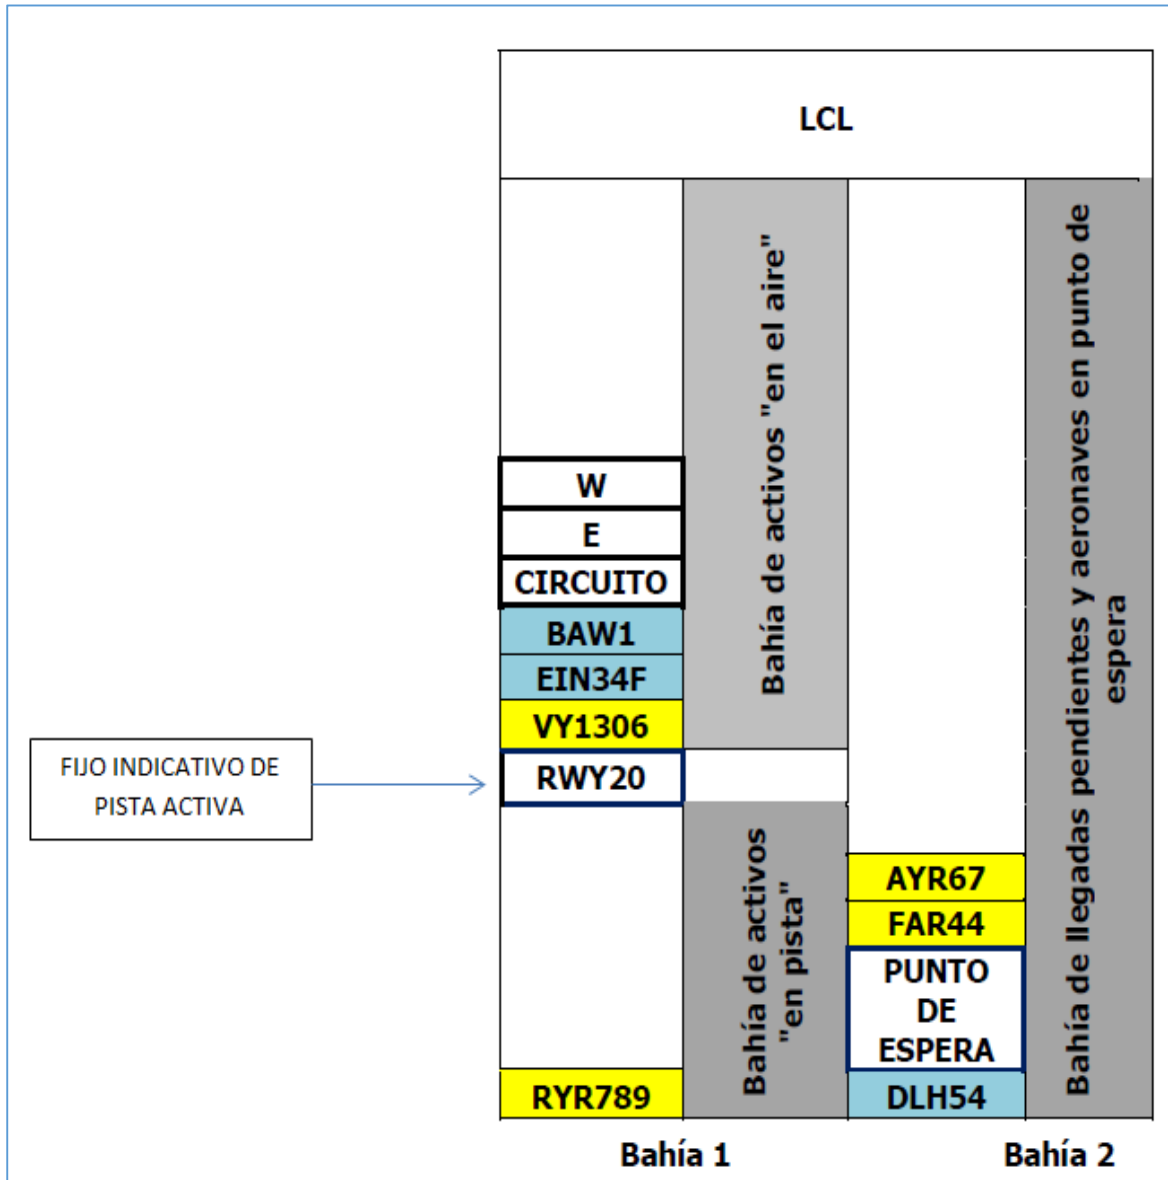 LCL
W
E
CIRCUITO
BAW1
EIN34F
VY1306
RWY20
RYR789
Bahía de activos "en el aire"
Bahía de activos
"en pista"
FIJO INDICATIVO DE
PISTA ACTIVA
AYR67
FAR44
PUNTO
DE
ESPERA
DLH54
Bahía de llegadas pendientes y aeronaves en punto de
espera
Bahía 1
Bahía 2